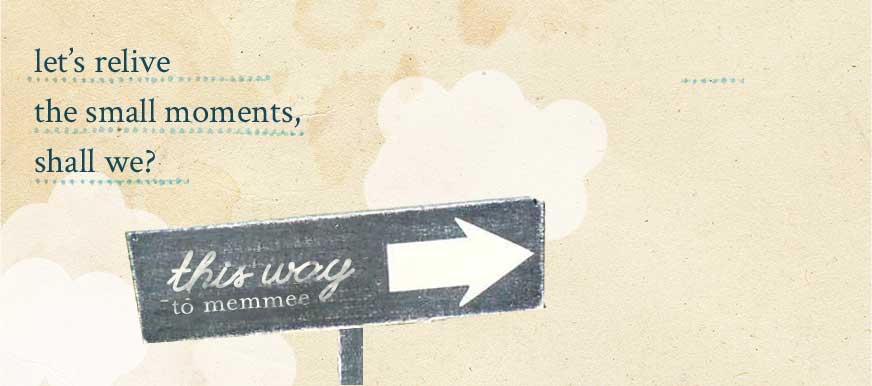 let’s relive
the small moments,
shall we?
this way
to memmee